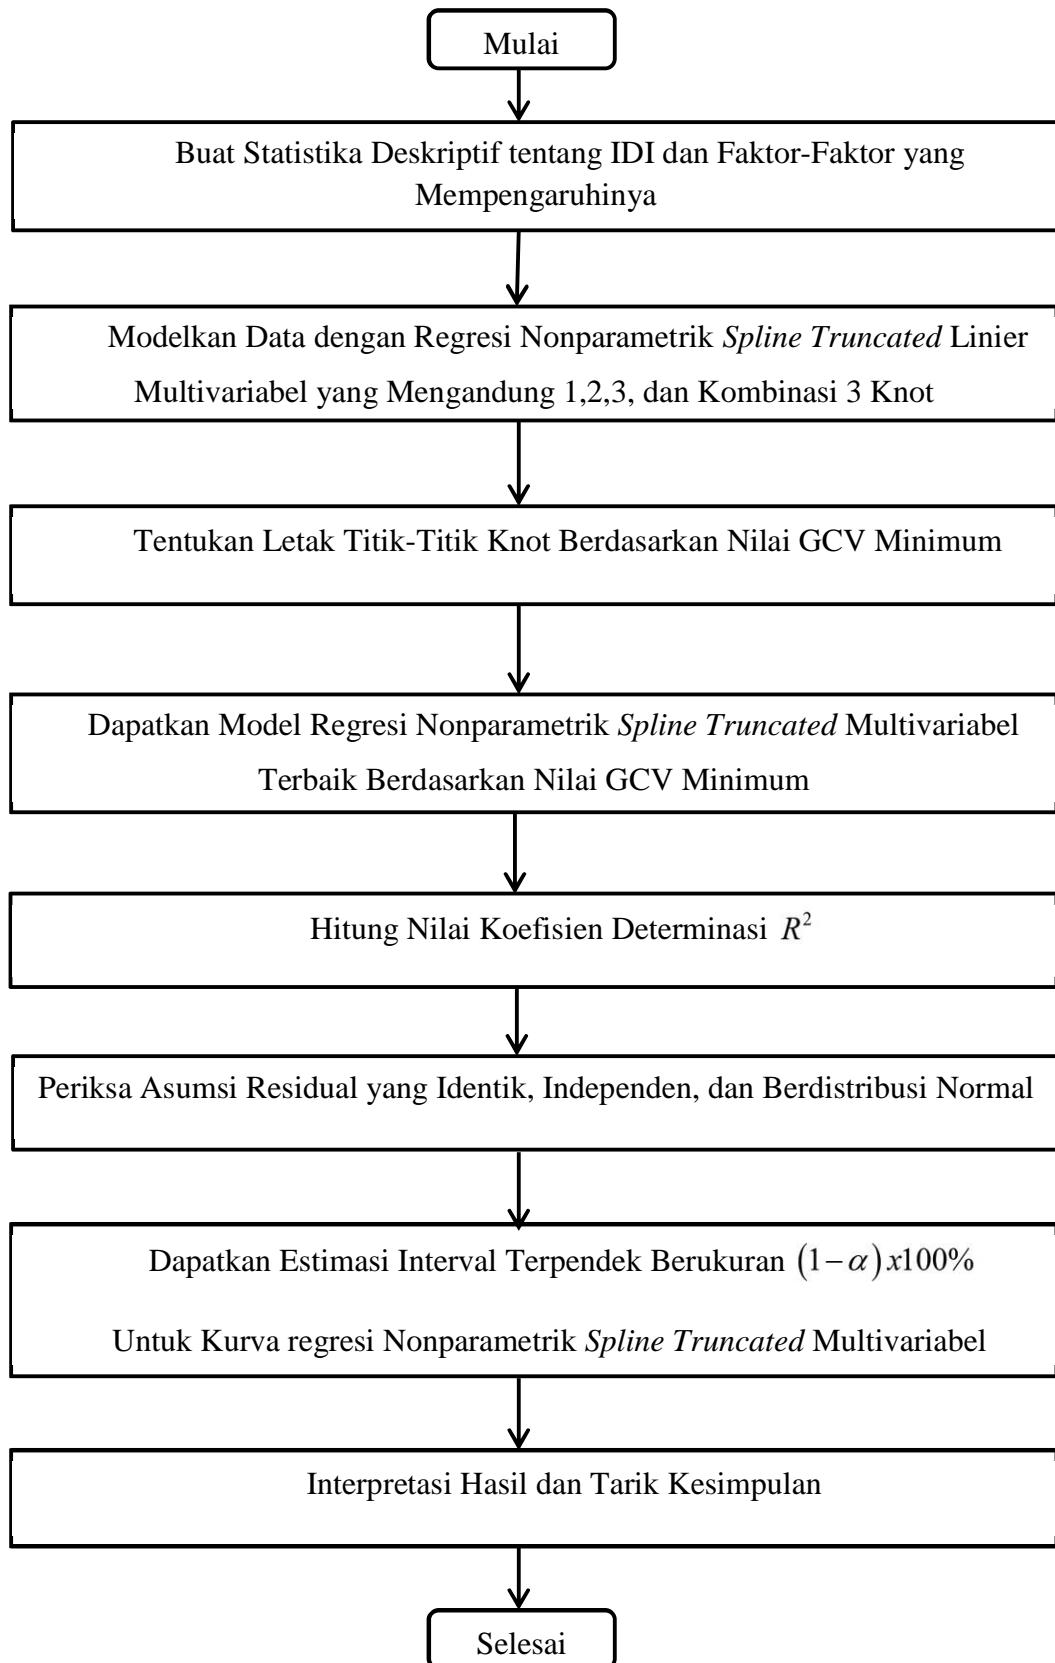 Mulai
Buat Statistika Deskriptif tentang IDI dan Faktor-Faktor yang
Mempengaruhinya
Modelkan Data dengan Regresi Nonparametrik Spline Truncated Linier
Multivariabel yang Mengandung 1,2,3, dan Kombinasi 3 Knot
Tentukan Letak Titik-Titik Knot Berdasarkan Nilai GCV Minimum
Dapatkan Model Regresi Nonparametrik Spline Truncated Multivariabel
Terbaik Berdasarkan Nilai GCV Minimum
Hitung Nilai Koefisien Determinasi R²
Periksa Asumsi Residual yang Identik, Independen, dan Berdistribusi Normal
Dapatkan Estimasi Interval Terpendek Berukuran (1−α)x100%
Untuk Kurva regresi Nonparametrik Spline Truncated Multivariabel
Interpretasi Hasil dan Tarik Kesimpulan
Selesai